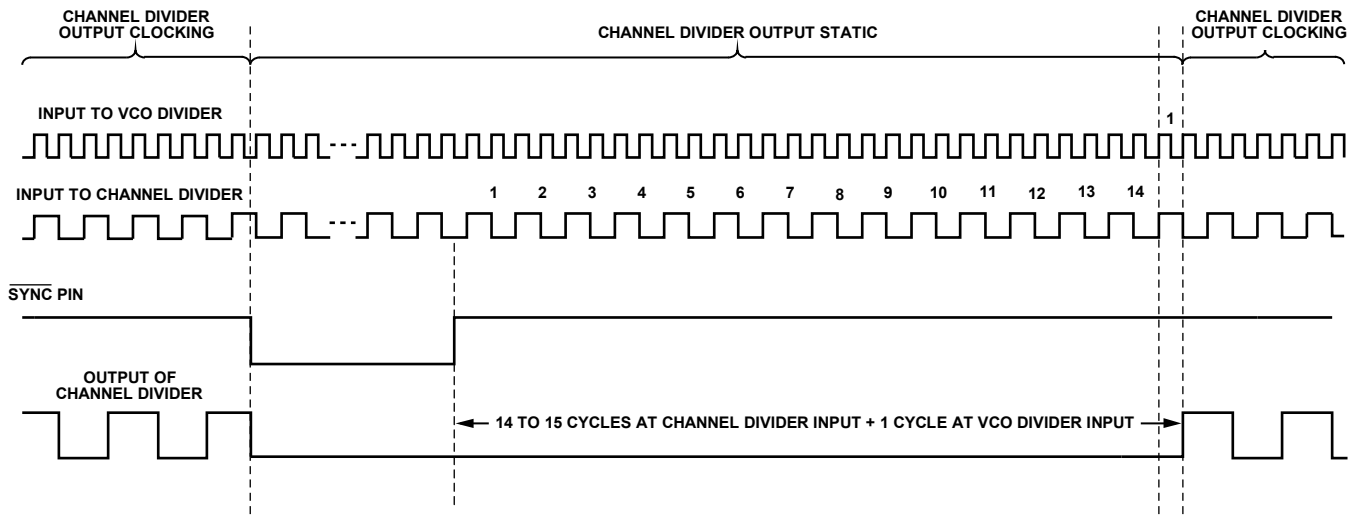 CHANNEL DIVIDER
OUTPUT CLOCKING
CHANNEL DIVIDER OUTPUT STATIC
CHANNEL DIVIDER
OUTPUT CLOCKING
INPUT TO VCO DIVIDER
1
INPUT TO CHANNEL DIVIDER
1 2 3 4 5 6 7 8 9 10 11 12 13 14
SYNC PIN
OUTPUT OF
CHANNEL DIVIDER
14 TO 15 CYCLES AT CHANNEL DIVIDER INPUT + 1 CYCLE AT VCO DIVIDER INPUT